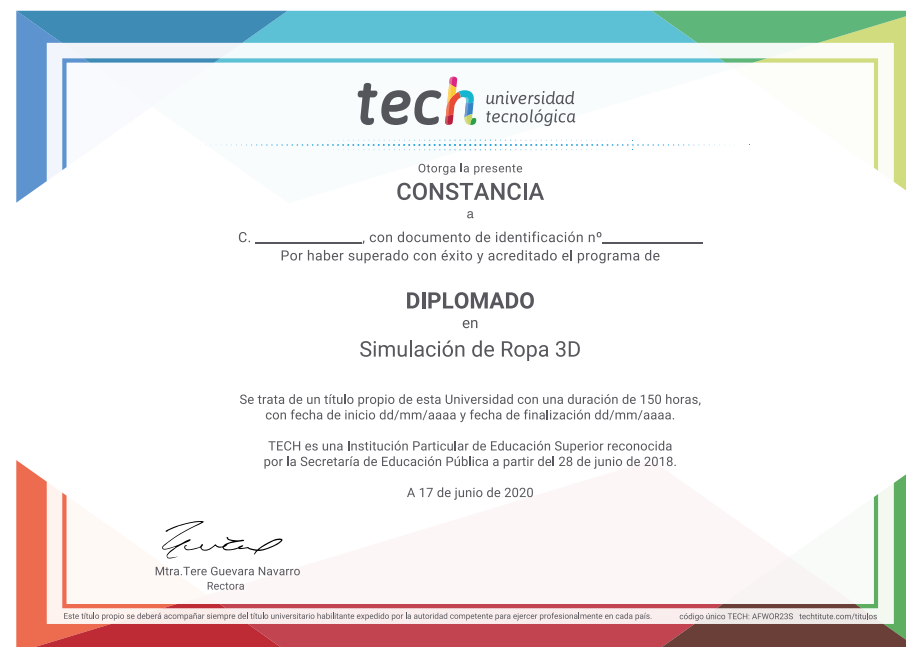 tech universidad
tecnológica
Otorga la presente
CONSTANCIA
a
C. ____________, con documento de identificación nº____________
Por haber superado con éxito y acreditado el programa de
DIPLOMADO
en
Simulación de Ropa 3D
Se trata de un título propio de esta Universidad con una duración de 150 horas,
con fecha de inicio dd/mm/aaaa y fecha de finalización dd/mm/aaaa.
TECH es una Institución Particular de Educación Superior reconocida
por la Secretaría de Educación Pública a partir del 28 de junio de 2018.
A 17 de junio de 2020
Mtra.Tere Guevara Navarro
Rectora
Este título propio se deberá acompañar siempre del título universitario habilitante expedido por la autoridad competente para ejercer profesionalmente en cada país. código único TECH: AFWOR23S techtitute.com/titulos